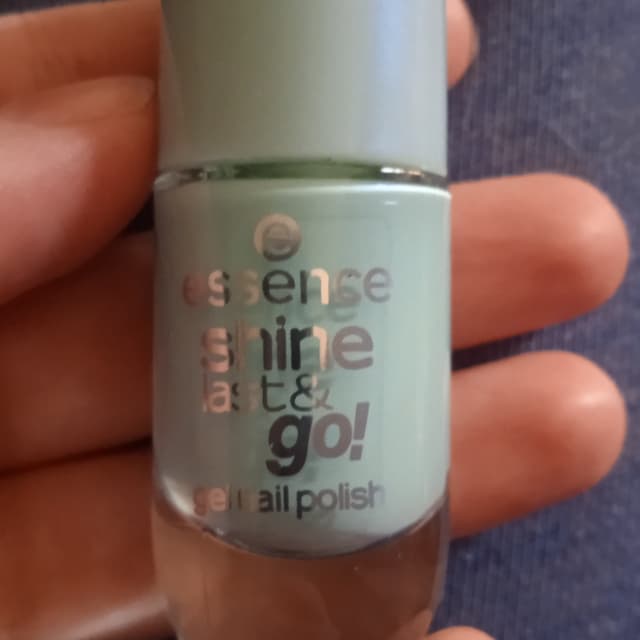 e
essence
shine
last&
go!
gel nail polish